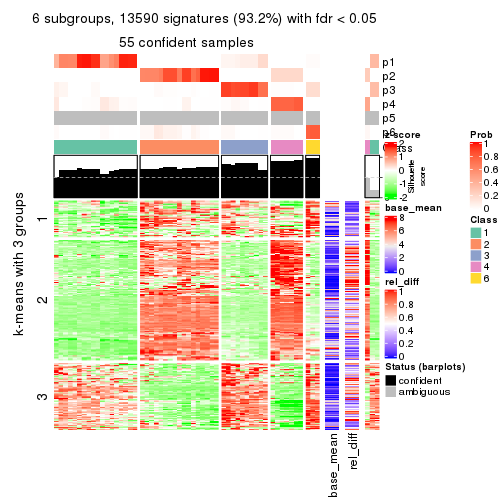 6 subgroups, 13590 signatures (93.2%) with fdr < 0.05
55 confident samples
p1
p2
p3
p4
p5
p6
Class
z-score
2
1
0
-1
-2
Silhouette
score
Prob
1
0.8
0.6
0.4
0.2
0
base_mean
8
6
4
2
0
Class
1
2
3
4
6
rel_diff
1
0.8
0.6
0.4
0.2
0
Status (barplots)
confident
ambiguous
k-means with 3 groups
1
2
3
base_mean
rel_diff